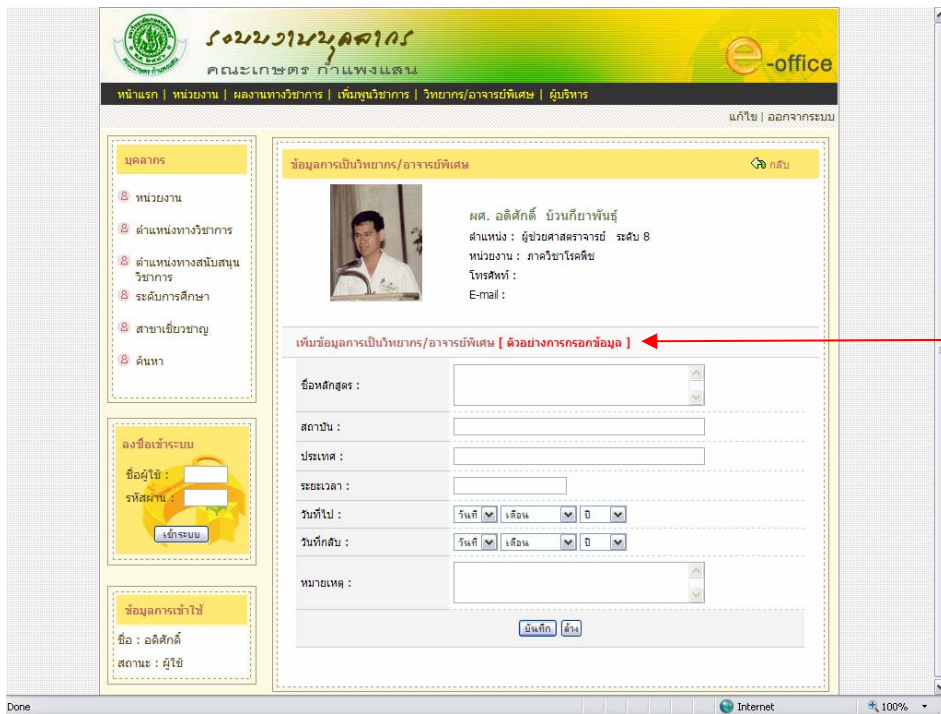 ระบบงานบุคลากร
คณะเกษตร กำแพงแสน
e-office
หน้าแรก | หน่วยงาน | ผลงานทางวิชาการ | เพิ่มพูนวิชาการ | วิทยากร/อาจารย์พิเศษ | ผู้บริหาร
แก้ไข | ออกจากระบบ
บุคลากร
หน่วยงาน
ตำแหน่งทางวิชาการ
ตำแหน่งทางสนับสนุน
วิชาการ
ระดับการศึกษา
สาขาเชี่ยวชาญ
ค้นหา
ลงชื่อเข้าระบบ
ชื่อผู้ใช้ :
รหัสผ่าน :
เข้าระบบ
ข้อมูลการเข้าใช้
ชื่อ : อดิศักดิ์
สถานะ : ผู้ใช้
ข้อมูลการเป็นวิทยากร/อาจารย์พิเศษ
กลับ
ผศ. อดิศักดิ์ บ้วนกียาพันธุ์
ตำแหน่ง : ผู้ช่วยศาสตราจารย์ ระดับ 8
หน่วยงาน : ภาควิชาโรคพืช
โทรศัพท์ :
E-mail :
เพิ่มข้อมูลการเป็นวิทยากร/อาจารย์พิเศษ [ ตัวอย่างการกรอกข้อมูล ]
ชื่อหลักสูตร :
สถาบัน :
ประเทศ :
ระยะเวลา :
วันที่ไป : วันที่ เดือน ปี
วันที่กลับ : วันที่ เดือน ปี
หมายเหตุ :
บันทึก ล้าง
Done Internet 100%